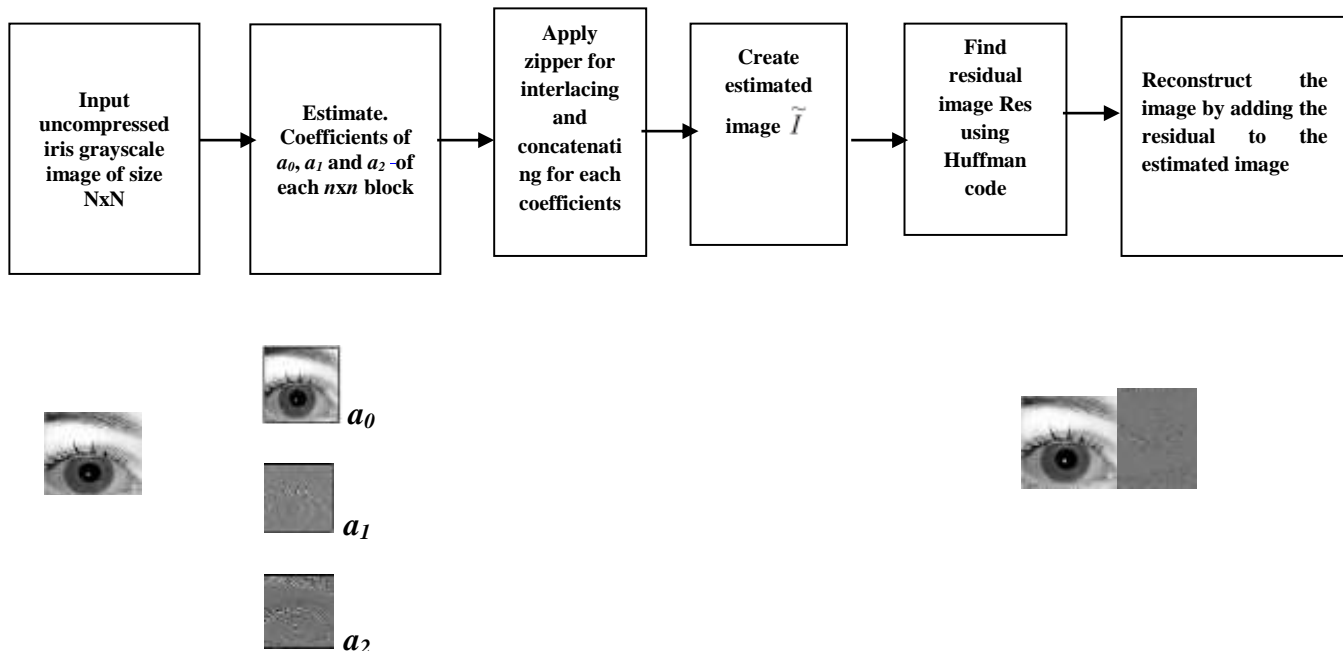 Input
uncompressed
iris grayscale
image of size
NxN
Estimate.
Coefficients of
a0, a1 and a2 -of
each nxn block
Apply
zipper for
interlacing
and
concatenati
ng for each
coefficients
Create
estimated
image Ĩ
Find
residual
image Res
using
Huffman
code
Reconstruct the
image by adding the
residual to the
estimated image
a0
a1
a2